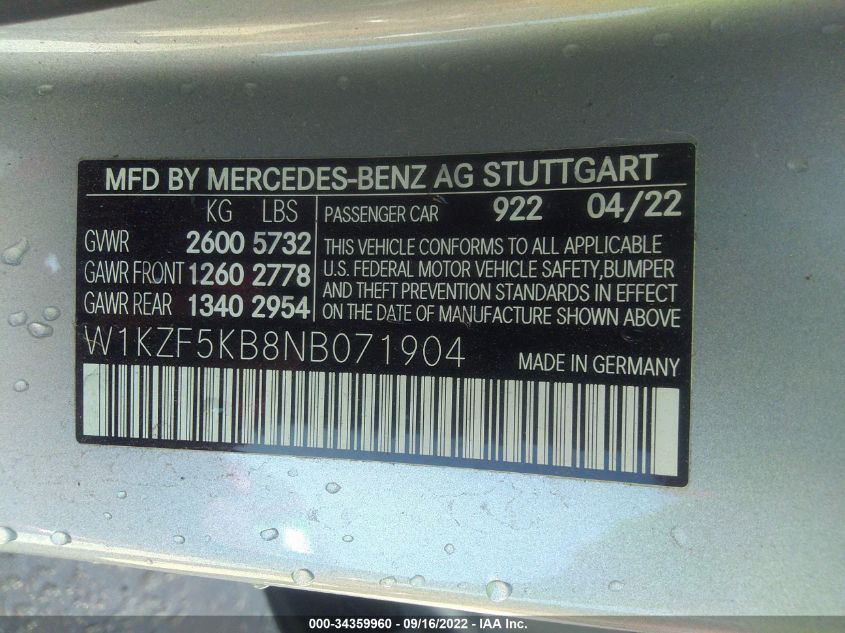 MFD BY MERCEDES-BENZ AG STUTTGART
KG LBS
GVWR 2600 5732
GAWR FRONT 1260 2778
GAWR REAR 1340 2954
PASSENGER CAR 922 04/22
THIS VEHICLE CONFORMS TO ALL APPLICABLE
U.S. FEDERAL MOTOR VEHICLE SAFETY,BUMPER
AND THEFT PREVENTION STANDARDS IN EFFECT
ON THE DATE OF MANUFACTURE SHOWN ABOVE
W1KZF5KB8NB071904
MADE IN GERMANY
000-34359960 - 09/16/2022 - IAA Inc.